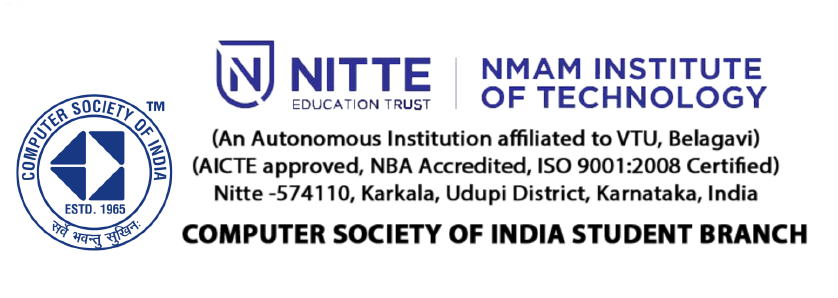 COMPUTER SOCIETY OF INDIA
TM
ESTD. 1965
सर्वे भवन्तु सुखिनः
N NITTE
EDUCATION TRUST
NMAM INSTITUTE
OF TECHNOLOGY
(An Autonomous Institution affiliated to VTU, Belagavi)
(AICTE approved, NBA Accredited, ISO 9001:2008 Certified)
Nitte -574110, Karkala, Udupi District, Karnataka, India
COMPUTER SOCIETY OF INDIA STUDENT BRANCH